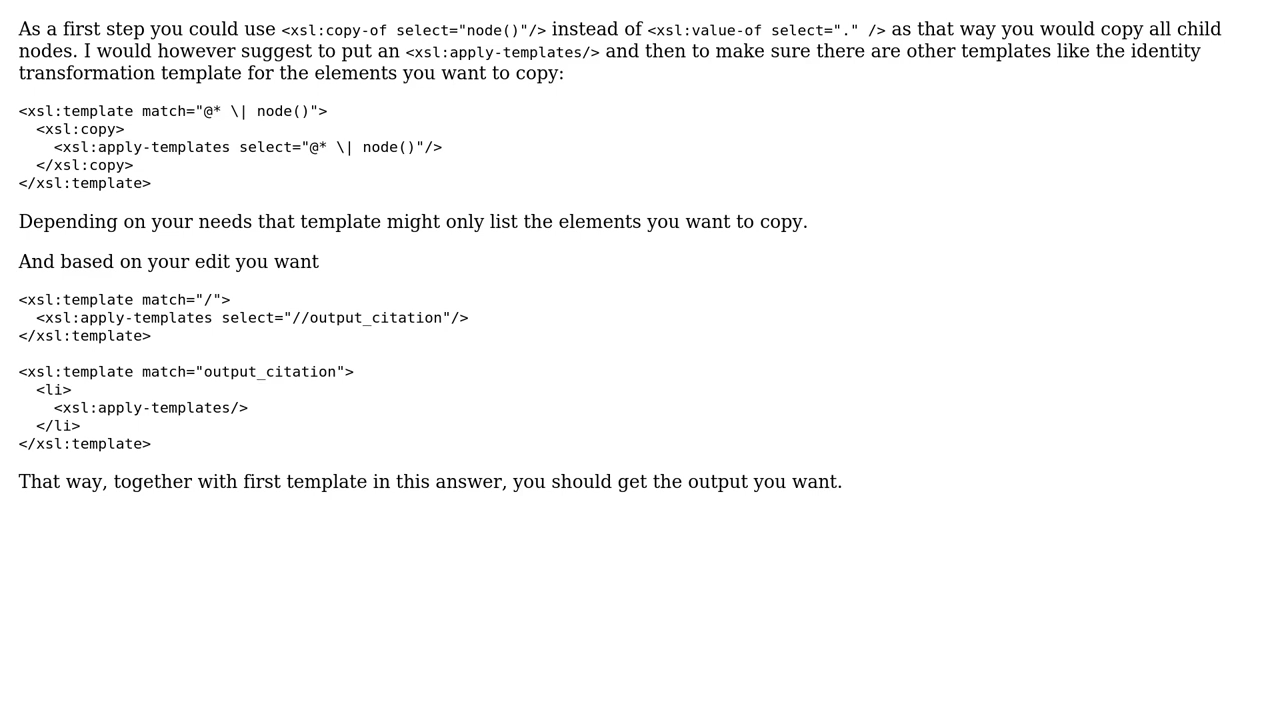 As a first step you could use <xsl:copy-of select="node()"/> instead of <xsl:value-of select="." /> as that way you would copy all child
nodes. I would however suggest to put an <xsl:apply-templates/> and then to make sure there are other templates like the identity
transformation template for the elements you want to copy:
<xsl:template match="@* \| node()">
  <xsl:copy>
    <xsl:apply-templates select="@* \| node()"/>
  </xsl:copy>
</xsl:template>
Depending on your needs that template might only list the elements you want to copy.
And based on your edit you want
<xsl:template match="/">
  <xsl:apply-templates select="//output_citation"/>
</xsl:template>
<xsl:template match="output_citation">
  <li>
    <xsl:apply-templates/>
  </li>
</xsl:template>
That way, together with first template in this answer, you should get the output you want.